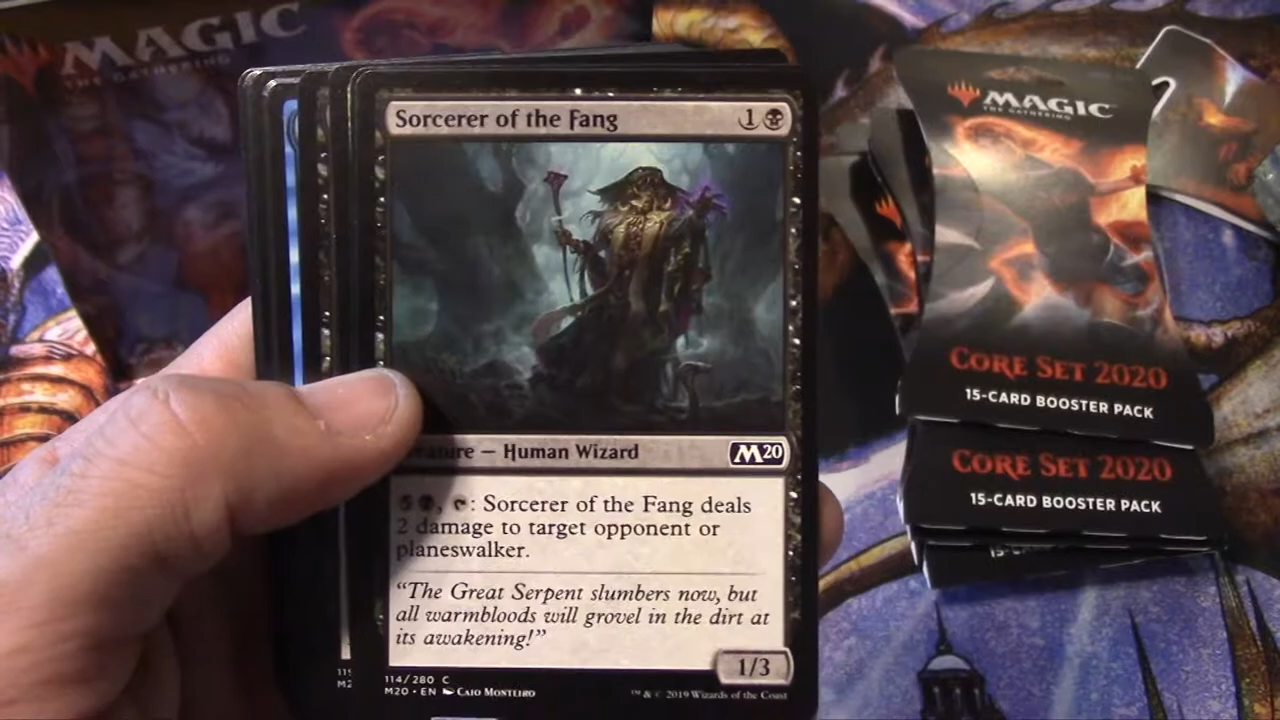 MAGIC
THE GATHERING
Sorcerer of the Fang 1
Creature — Human Wizard M20
5, : Sorcerer of the Fang deals
2 damage to target opponent or
planeswalker.
“The Great Serpent slumbers now, but
all warmbloods will grovel in the dirt at
its awakening!”
1/3
114/280 C
M20 • EN CAIO MONTEIRO
™ & © 2019 Wizards of the Coast
MAGIC
THE GATHERING
CORE SET 2020
15-CARD BOOSTER PACK
CORE SET 2020
15-CARD BOOSTER PACK